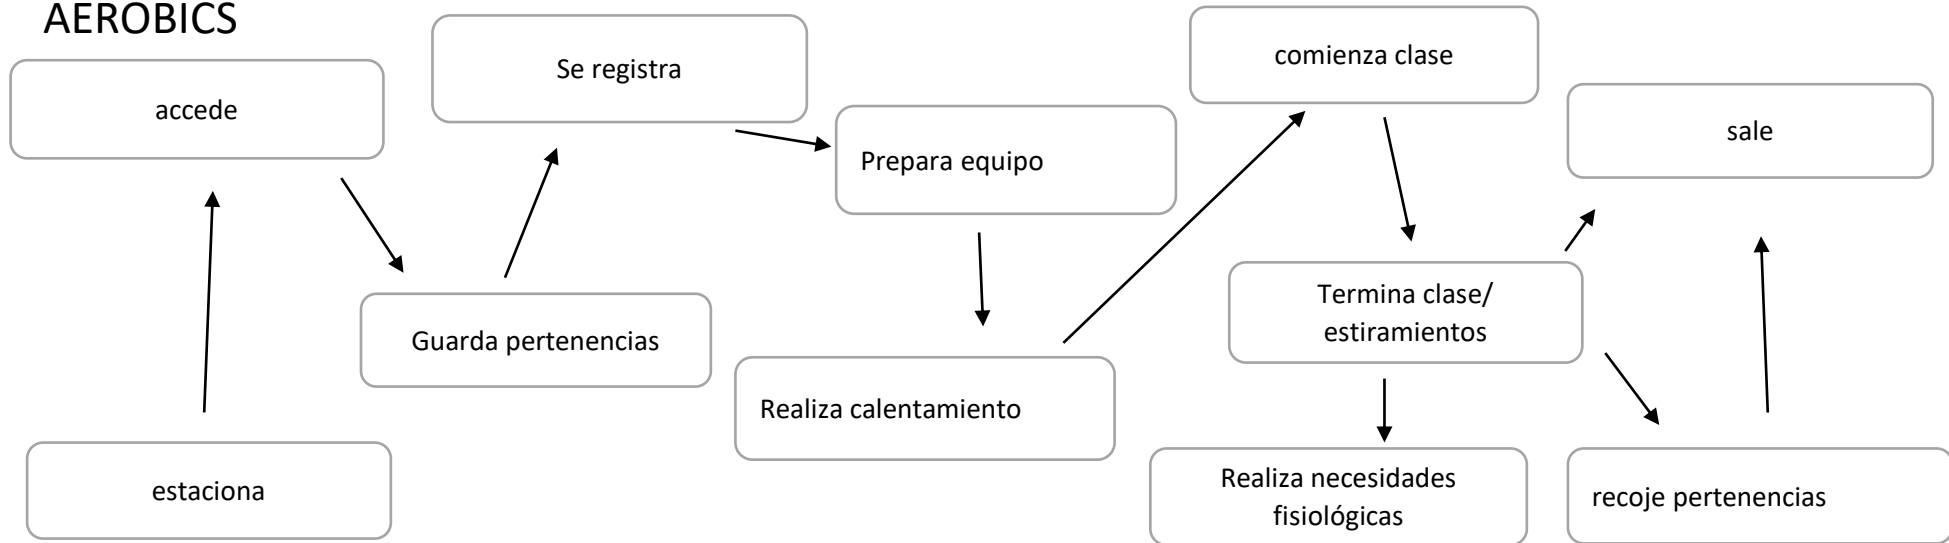 AEROBICS
accede
Se registra
comienza clase
sale
Prepara equipo
Guarda pertenencias
Termina clase/
estiramientos
Realiza calentamiento
estaciona
Realiza necesidades
fisiológicas
recoje pertenencias